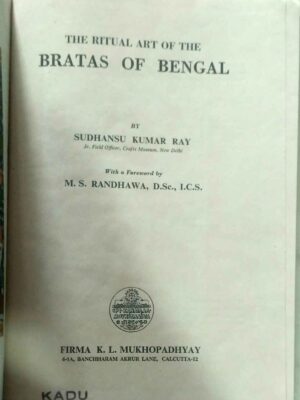 THE RITUAL ART OF THE
BRATAS OF BENGAL
BY
SUDHANSU KUMAR RAY
Jr. Field Officer, Crafts Museum, New Delhi
With a Foreword by
M. S. RANDHAWA, D.Sc., I.C.S.
FIRMA K. L. MUKHOPADHYAY
6-1A, BANCHHARAM AKRUR LANE, CALCUTTA-12
KADU